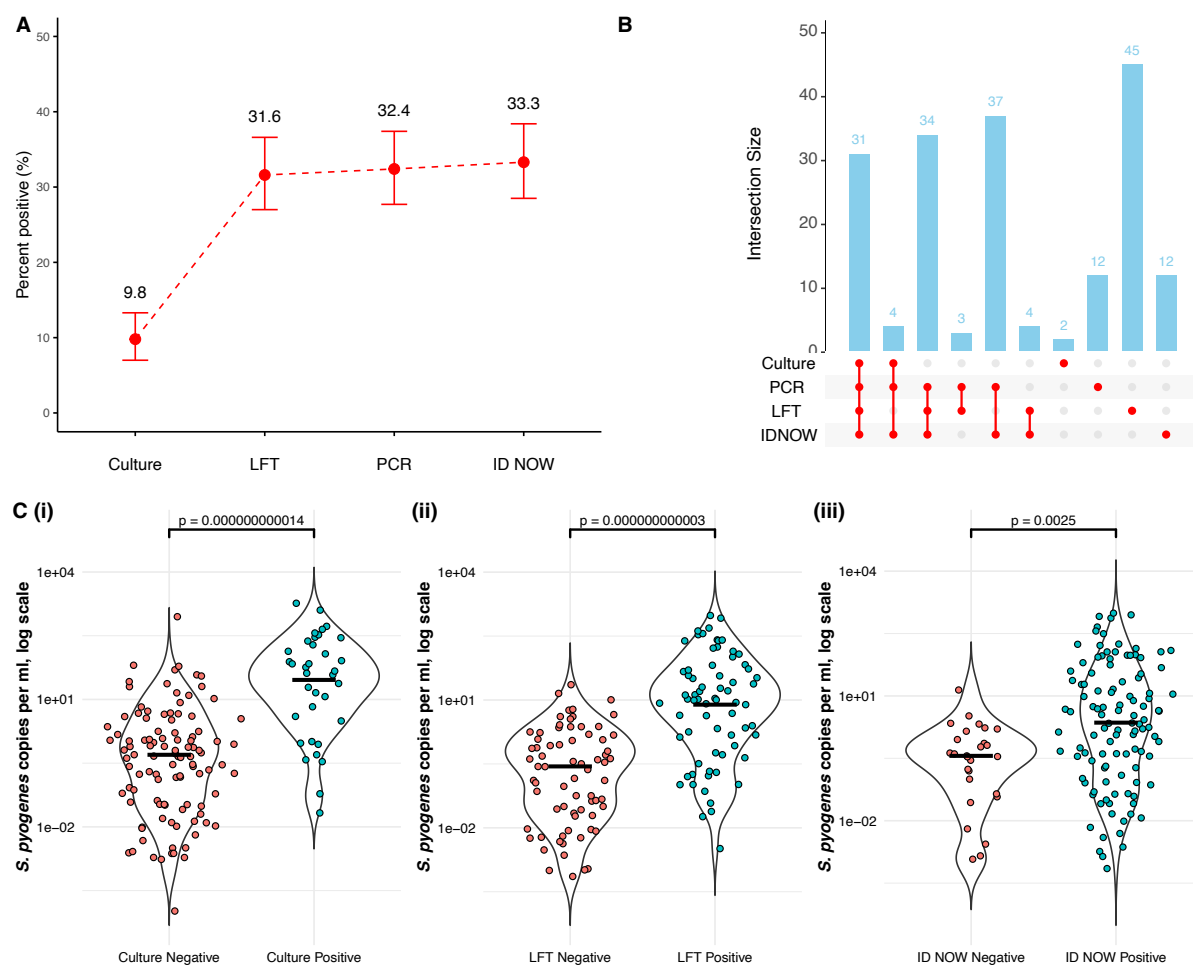 A
50
40
30
20
10
0
Percent positive (%)
9.8
31.6
32.4
33.3
Culture
LFT
PCR
ID NOW
B
50
40
30
20
10
0
Intersection Size
31
4
34
3
37
4
2
12
45
12
Culture
PCR
LFT
IDNOW
C (i)
p = 0.000000000014
S. pyogenes copies per ml, log scale
1e+04
1e+01
1e−02
Culture Negative
Culture Positive
(ii)
p = 0.000000000003
S. pyogenes copies per ml, log scale
1e+04
1e+01
1e−02
LFT Negative
LFT Positive
(iii)
p = 0.0025
S. pyogenes copies per ml, log scale
1e+04
1e+01
1e−02
ID NOW Negative
ID NOW Positive